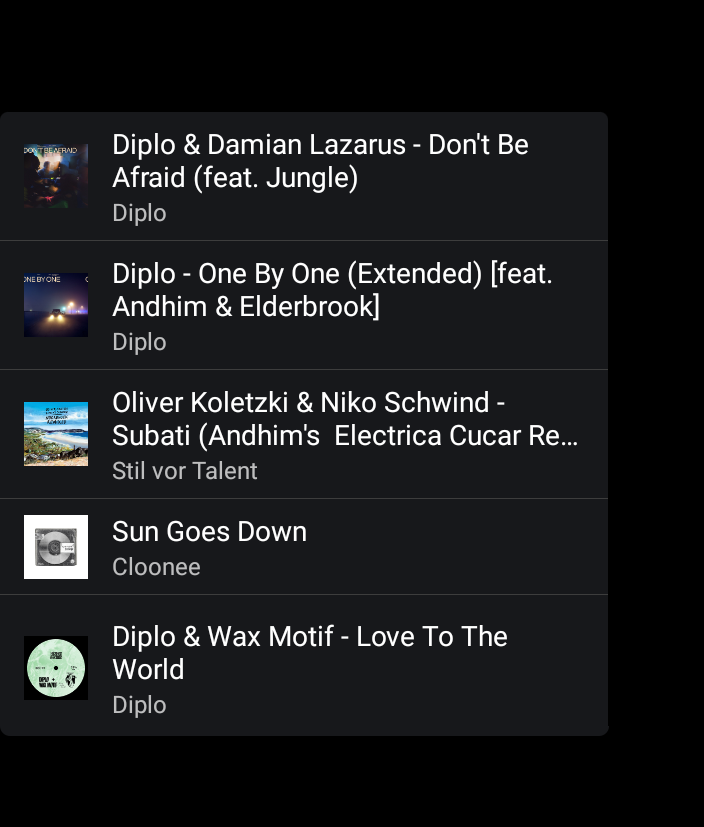 DON'T BE AFRAID
Diplo & Damian Lazarus - Don't Be
Afraid (feat. Jungle)
Diplo
ONE BY ONE
Diplo - One By One (Extended) [feat.
Andhim & Elderbrook]
Diplo
Oliver Koletzki & Niko Schwind -
Subati (Andhim's  Electrica Cucar Re...
Stil vor Talent
Sun Goes Down
Cloonee
Diplo & Wax Motif - Love To The
World
Diplo